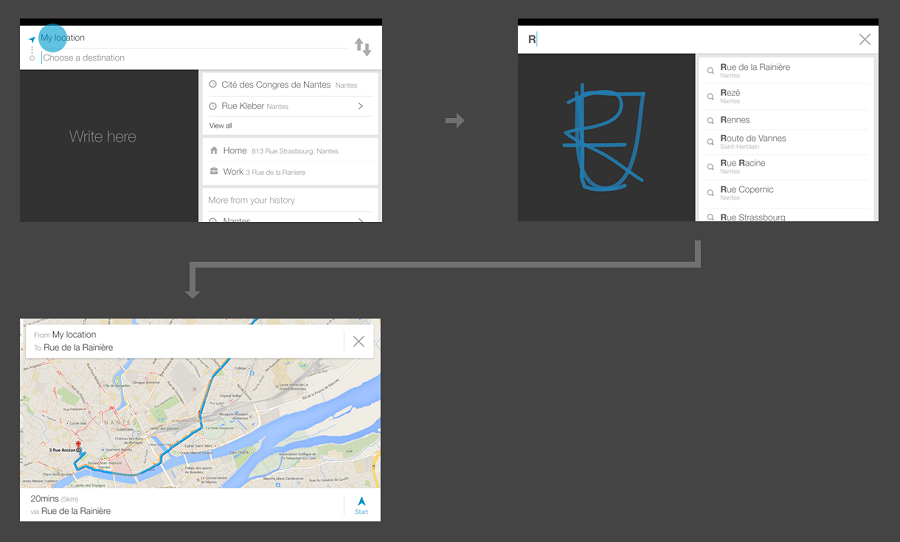 My location
Choose a destination
Write here
Cité des Congres de Nantes Nantes
Rue Kleber Nantes
View all
Home 813 Rue Strasbourg, Nantes
Work 3 Rue de la Raniere
More from your history
Nantes
R
Rue de la Rainière
Nantes
Rezé
Nantes
Rennes
Route de Vannes
Saint-Herblain
Rue Racine
Nantes
Rue Copernic
Nantes
Rue Strassbourg
From My location
To Rue de la Rainière
NANTES
3 Rue Anizon
20mins (5km)
via Rue de la Rainière
Start